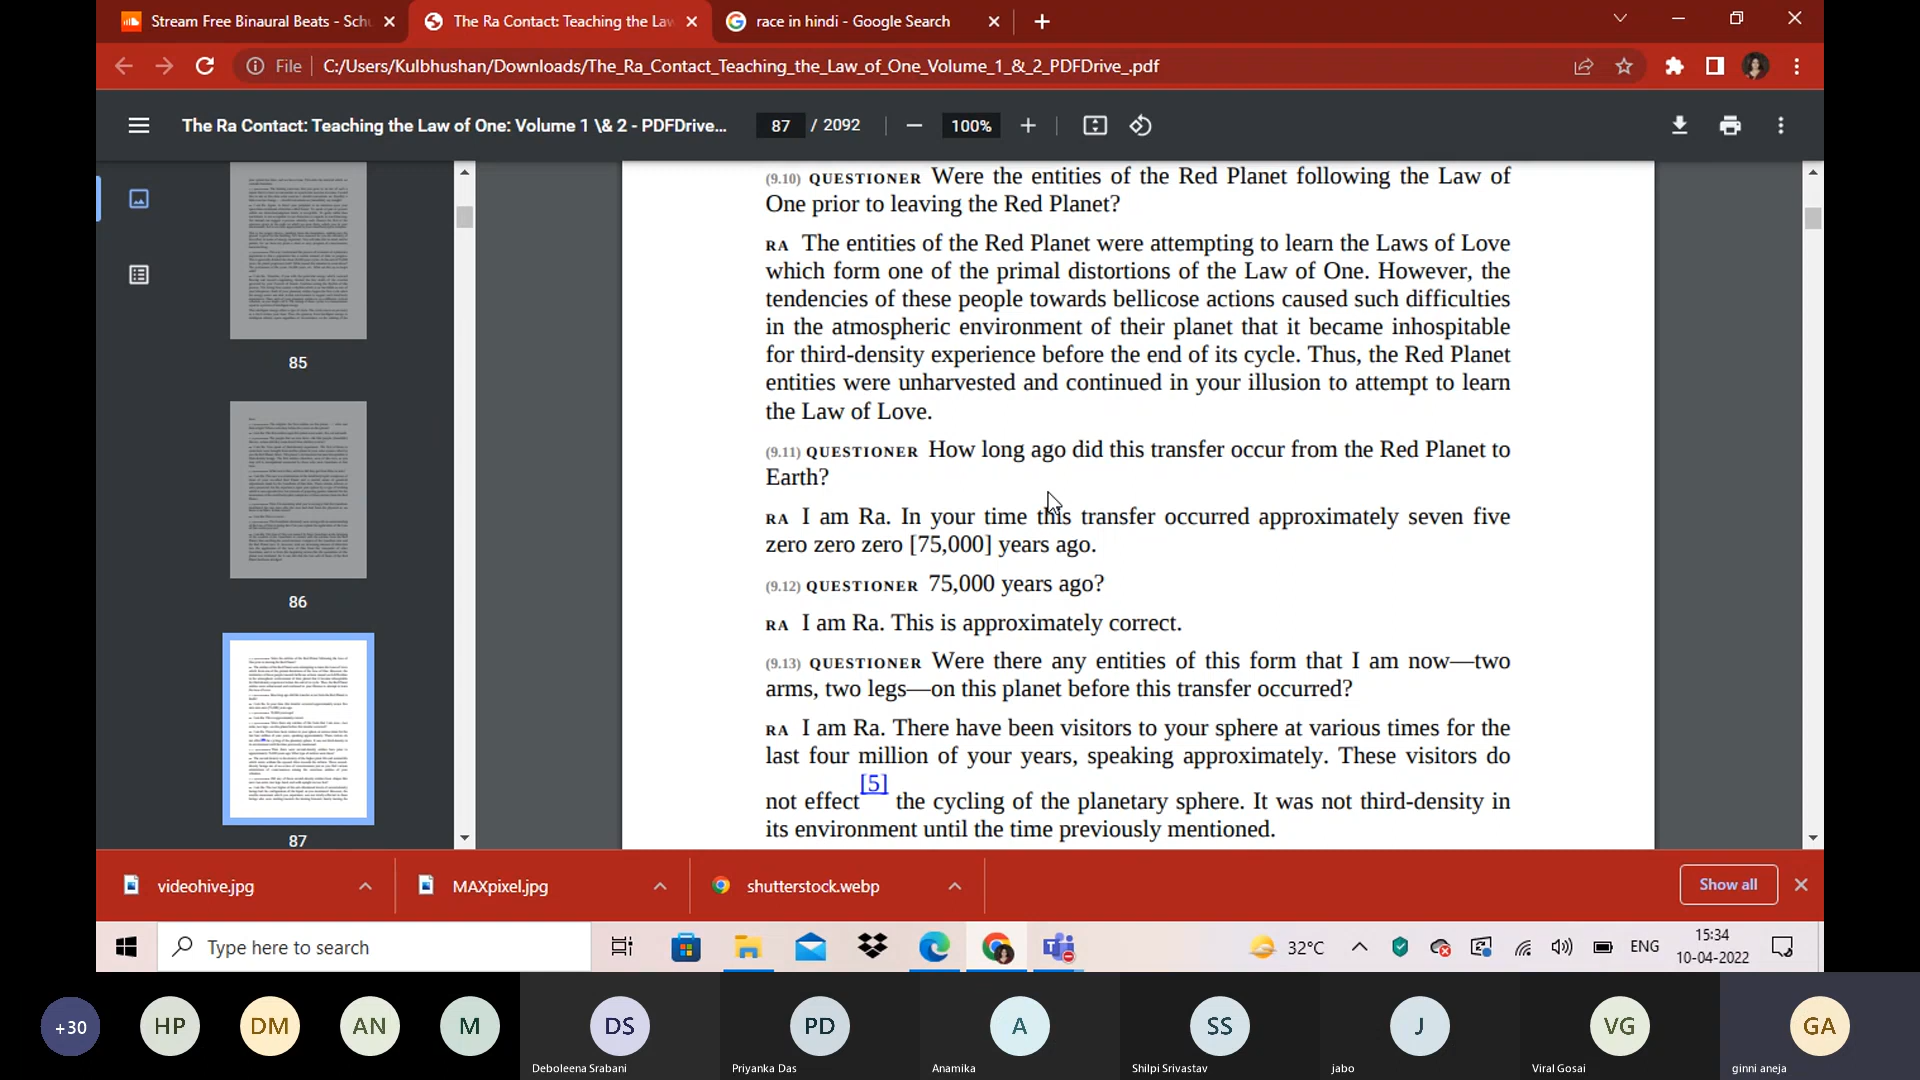 Stream Free Binaural Beats - Schu
The Ra Contact: Teaching the Law
race in hindi - Google Search
File
C:/Users/Kulbhushan/Downloads/The_Ra_Contact_Teaching_the_Law_of_One_Volume_1_&_2_PDFDrive_.pdf
The Ra Contact: Teaching the Law of One: Volume 1 \& 2 - PDFDrive...
87 / 2092
100%
85
86
87
(9.10) QUESTIONER Were the entities of the Red Planet following the Law of
One prior to leaving the Red Planet?
RA The entities of the Red Planet were attempting to learn the Laws of Love
which form one of the primal distortions of the Law of One. However, the
tendencies of these people towards bellicose actions caused such difficulties
in the atmospheric environment of their planet that it became inhospitable
for third-density experience before the end of its cycle. Thus, the Red Planet
entities were unharvested and continued in your illusion to attempt to learn
the Law of Love.
(9.11) QUESTIONER How long ago did this transfer occur from the Red Planet to
Earth?
RA I am Ra. In your time this transfer occurred approximately seven five
zero zero zero [75,000] years ago.
(9.12) QUESTIONER 75,000 years ago?
RA I am Ra. This is approximately correct.
(9.13) QUESTIONER Were there any entities of this form that I am now—two
arms, two legs—on this planet before this transfer occurred?
RA I am Ra. There have been visitors to your sphere at various times for the
last four million of your years, speaking approximately. These visitors do
not effect[5] the cycling of the planetary sphere. It was not third-density in
its environment until the time previously mentioned.
videohive.jpg
MAXpixel.jpg
shutterstock.webp
Show all
Type here to search
32°C
ENG
15:34
10-04-2022
+30
HP
DM
AN
M
DS
PD
A
SS
J
VG
GA
Deboleena Srabani
Priyanka Das
Anamika
Shilpi Srivastav
jabo
Viral Gosai
ginni aneja